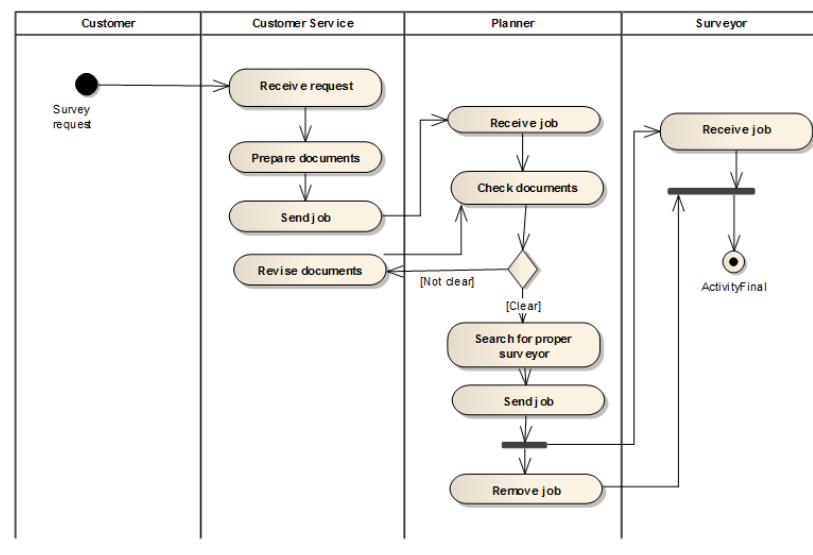 Customer
Customer Service
Planner
Surveyor
Survey
request
Receive request
Prepare documents
Send job
Revise documents
Receive job
Check documents
[Not clear]
[Clear]
Search for proper
surveyor
Send job
Remove job
Receive job
ActivityFinal